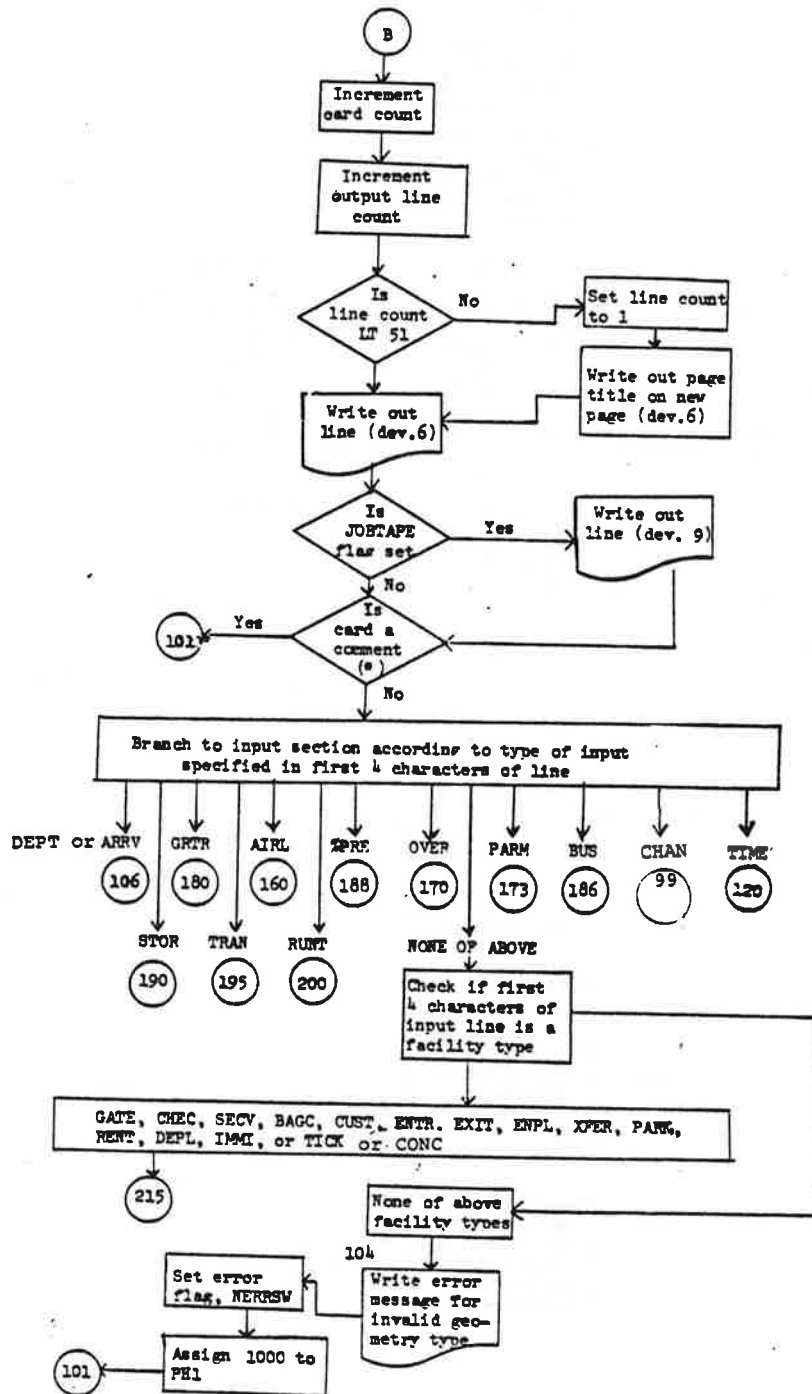 B
Increment
card count
Increment
output line
count
Is
line count
LT 51
No
Set line count
to 1
Write out page
title on new
page (dev.6)
Write out
line (dev.6)
Is
JOBTAPE
flag set
Yes
Write out
line (dev. 9)
No
Is
card a
comment
(*)
Yes
101
No
Branch to input section according to type of input
specified in first 4 characters of line
DEPT or ARRV GRTR AIRL OVER PARM BUS CHAN TIME
106 180 160 188 170 173 186 99 120
STOR TRAN RUNT NONE OF ABOVE
190 195 200
Check if first
4 characters of
input line is a
facility type
GATE, CHEC, SECV, BAGC, CUST, ENTR. EXIT, ENPL, XFER, PARK,
RENT, DEPL, IMMI, or TICK or CONC
215
None of above
facility types
104
Write error
message for
invalid geo-
metry type
Set error
flag, NERRSW
Assign 1000 to
PH1
101